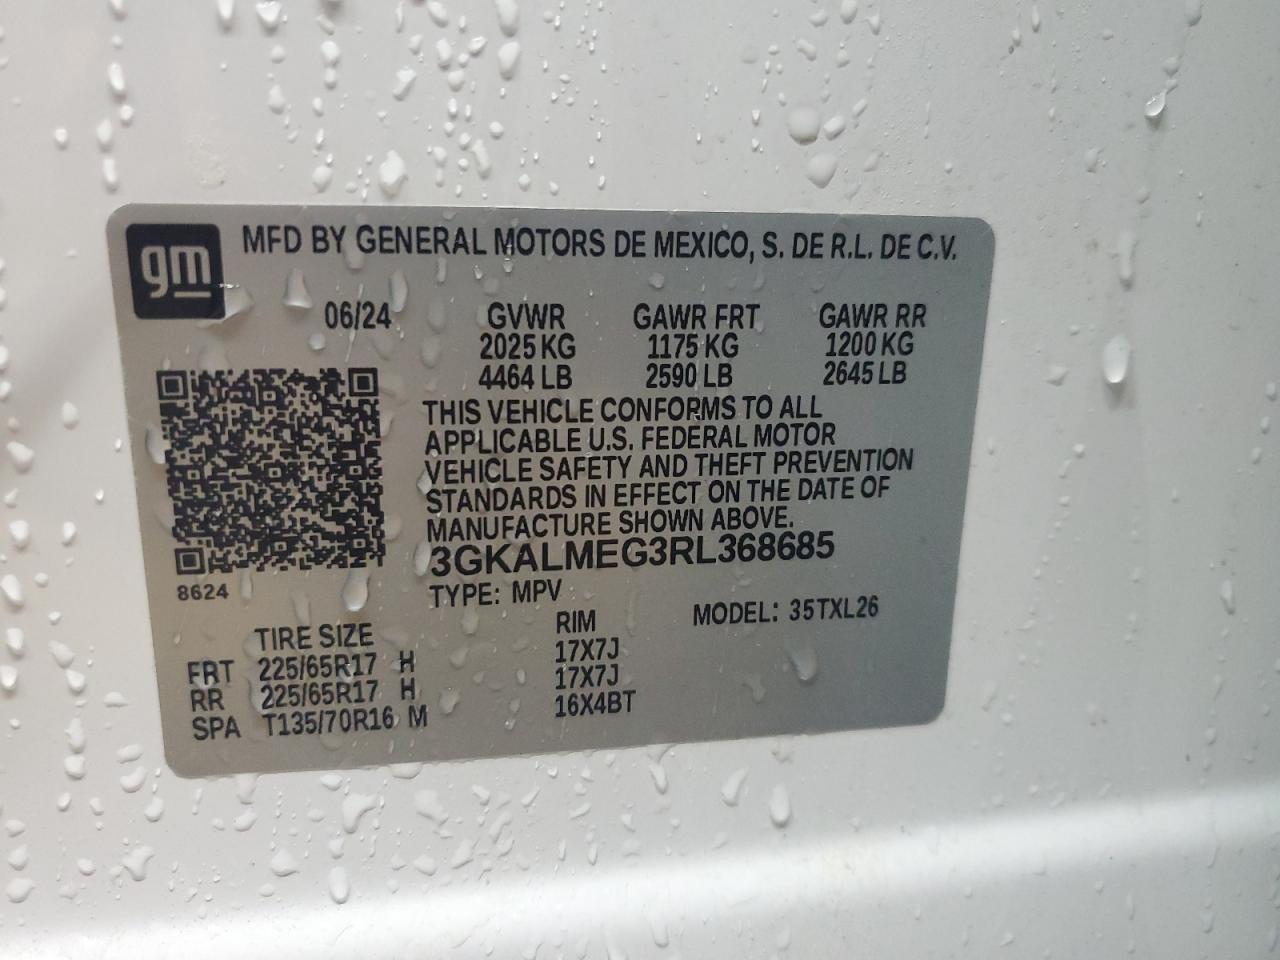 gm MFD BY GENERAL MOTORS DE MEXICO, S. DE R.L. DE C.V.
06/24 GVWR GAWR FRT GAWR RR
2025 KG 1175 KG 1200 KG
4464 LB 2590 LB 2645 LB
THIS VEHICLE CONFORMS TO ALL
APPLICABLE U.S. FEDERAL MOTOR
VEHICLE SAFETY AND THEFT PREVENTION
STANDARDS IN EFFECT ON THE DATE OF
MANUFACTURE SHOWN ABOVE.
3GKALMEG3RL368685
8624 TYPE: MPV MODEL: 35TXL26
TIRE SIZE RIM
FRT 225/65R17 H 17X7J
RR 225/65R17 H 17X7J
SPA T135/70R16 M 16X4BT